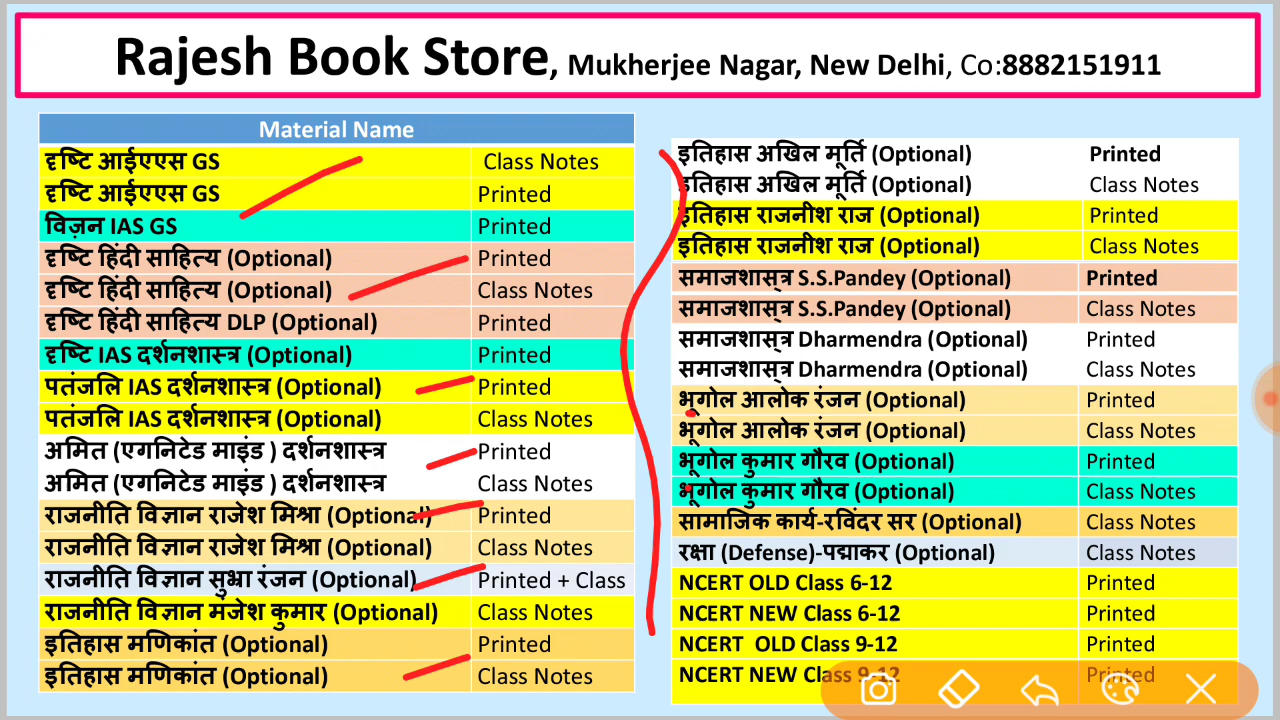 Rajesh Book Store, Mukherjee Nagar, New Delhi, Co:8882151911
Material Name
दृष्टि आईएएस GS Class Notes
दृष्टि आईएएस GS Printed
विज़न IAS GS Printed
दृष्टि हिंदी साहित्य (Optional) Printed
दृष्टि हिंदी साहित्य (Optional) Class Notes
दृष्टि हिंदी साहित्य DLP (Optional) Printed
दृष्टि IAS दर्शनशास्त्र (Optional) Printed
पतंजलि IAS दर्शनशास्त्र (Optional) Printed
पतंजलि IAS दर्शनशास्त्र (Optional) Class Notes
अमित (एगनिटेड माइंड ) दर्शनशास्त्र Printed
अमित (एगनिटेड माइंड ) दर्शनशास्त्र Class Notes
राजनीति विज्ञान राजेश मिश्रा (Optional) Printed
राजनीति विज्ञान राजेश मिश्रा (Optional) Class Notes
राजनीति विज्ञान सुभ्रा रंजन (Optional) Printed + Class
राजनीति विज्ञान मंजेश कुमार (Optional) Class Notes
इतिहास मणिकांत (Optional) Printed
इतिहास मणिकांत (Optional) Class Notes
इतिहास अखिल मूर्ति (Optional) Printed
इतिहास अखिल मूर्ति (Optional) Class Notes
इतिहास राजनीश राज (Optional) Printed
इतिहास राजनीश राज (Optional) Class Notes
समाजशास्त्र S.S.Pandey (Optional) Printed
समाजशास्त्र S.S.Pandey (Optional) Class Notes
समाजशास्त्र Dharmendra (Optional) Printed
समाजशास्त्र Dharmendra (Optional) Class Notes
भूगोल आलोक रंजन (Optional) Printed
भूगोल आलोक रंजन (Optional) Class Notes
भूगोल कुमार गौरव (Optional) Printed
भूगोल कुमार गौरव (Optional) Class Notes
सामाजिक कार्य-रविंदर सर (Optional) Class Notes
रक्षा (Defense)-पद्माकर (Optional) Class Notes
NCERT OLD Class 6-12 Printed
NCERT NEW Class 6-12 Printed
NCERT OLD Class 9-12 Printed
NCERT NEW Class 9-12 Printed